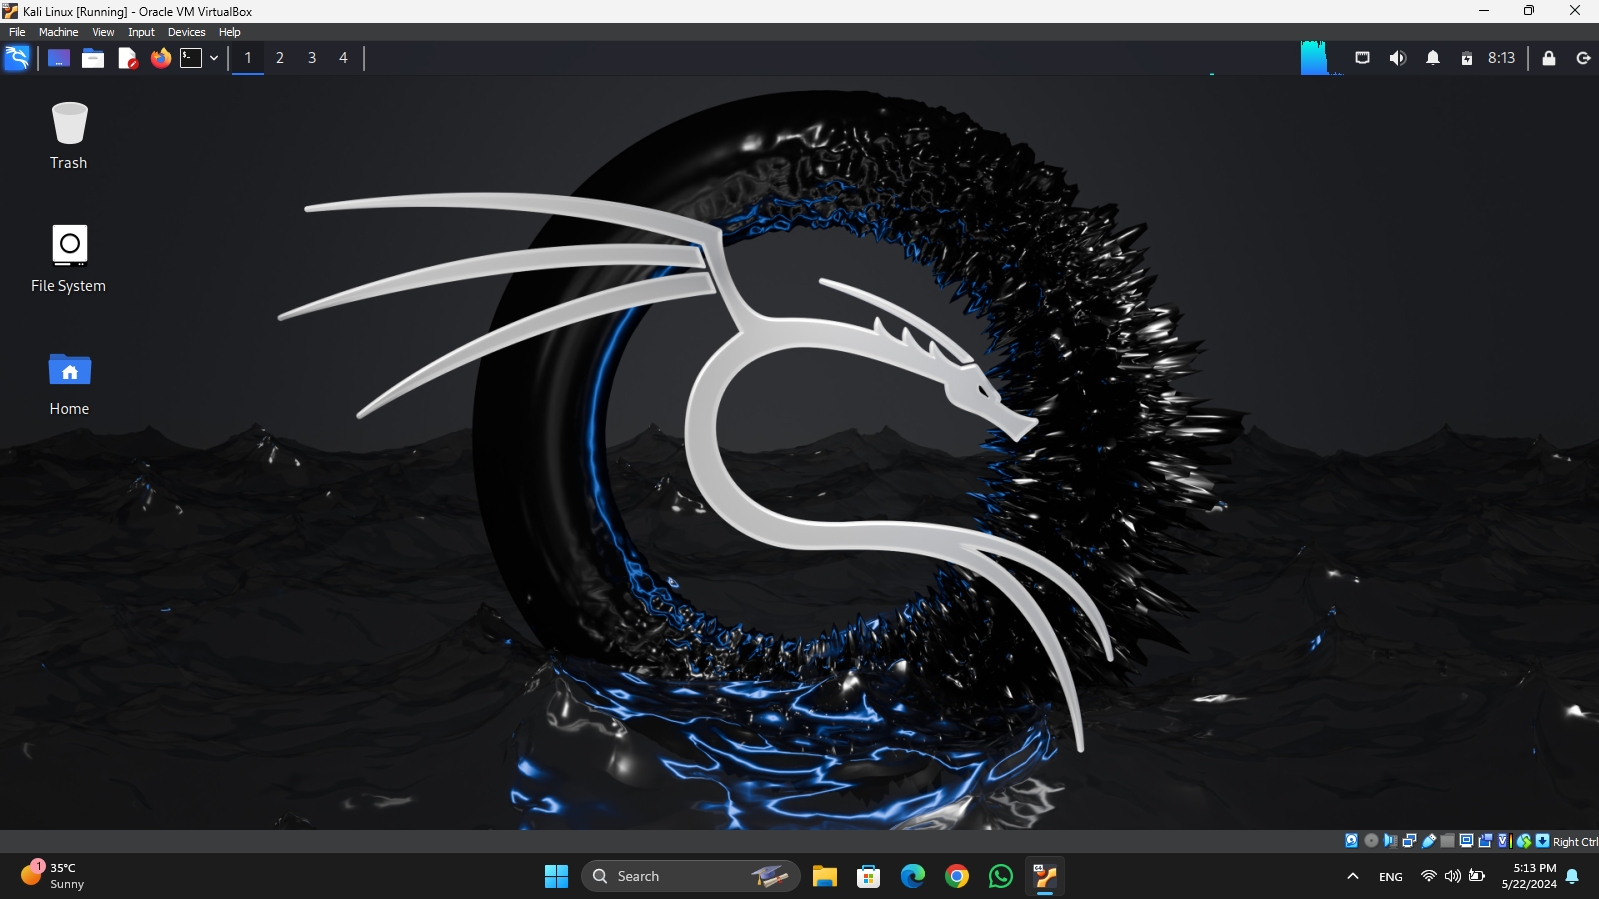 Kali Linux [Running] - Oracle VM VirtualBox
File Machine View Input Devices Help
1 2 3 4 8:13
Trash
File System
Home
Right Ctrl
1
35°C
Sunny
Search
64
ENG
5:13 PM
5/22/2024